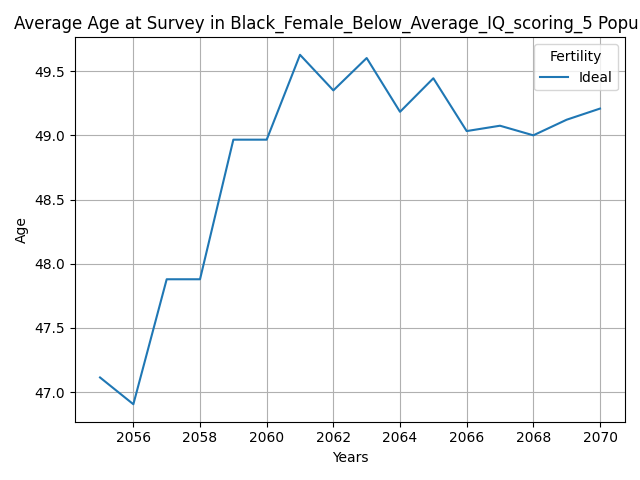 Average Age at Survey in Black_Female_Below_Average_IQ_scoring_5 Popu
Fertility
Ideal
49.5
49.0
48.5
48.0
47.5
47.0
Age
2056 2058 2060 2062 2064 2066 2068 2070
Years